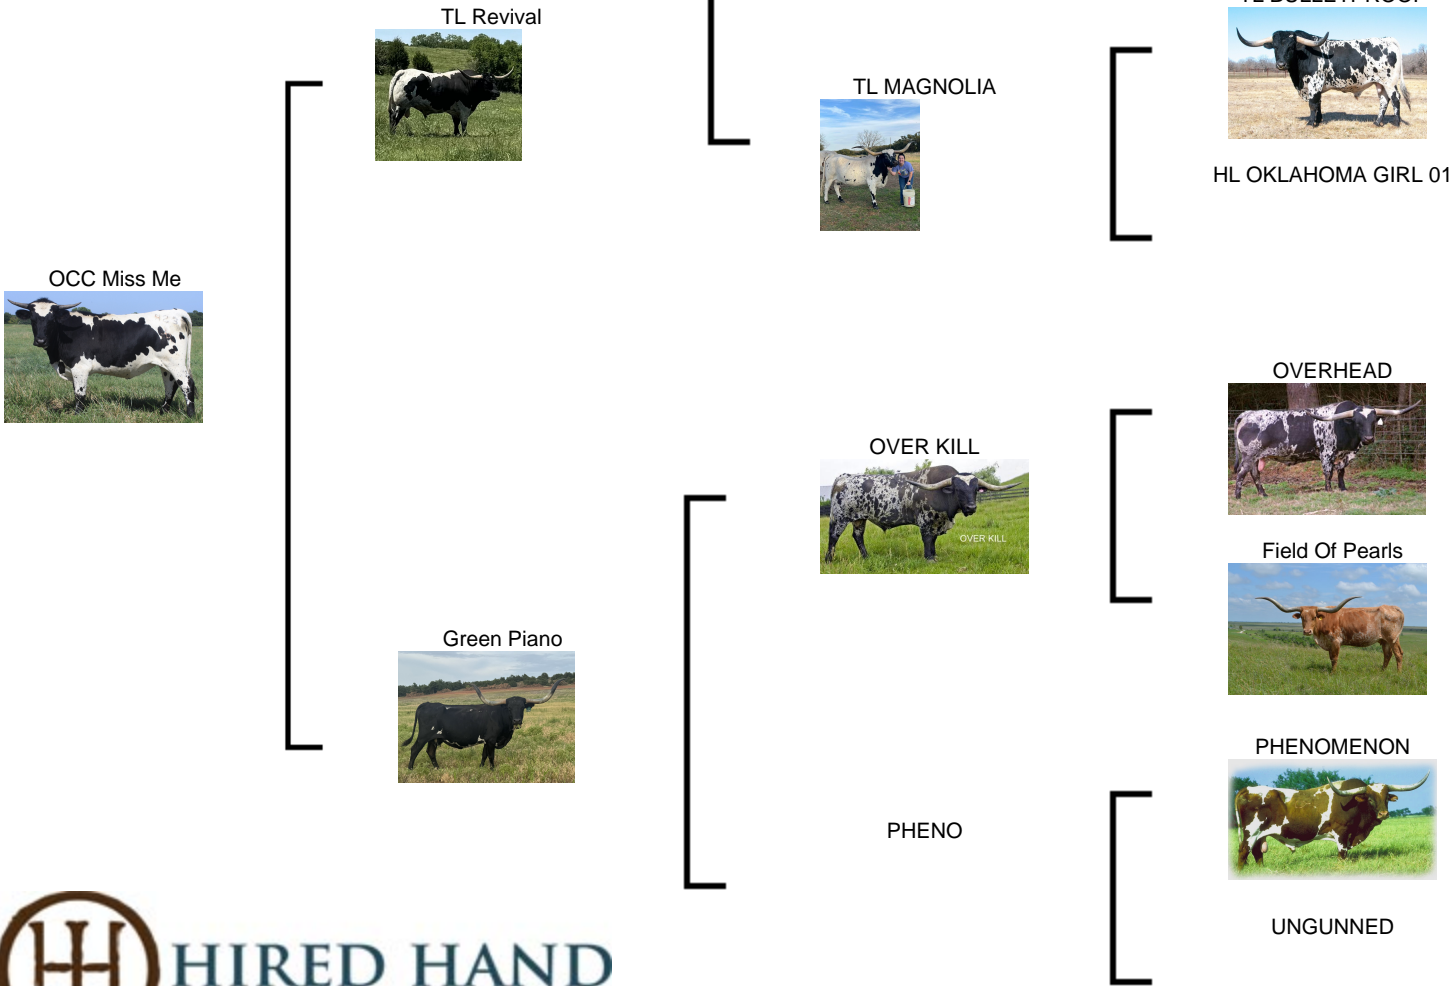 TL Revival
TL MAGNOLIA
HL OKLAHOMA GIRL 01
OCC Miss Me
OVERHEAD
OVER KILL
OVER KILL
Field Of Pearls
Green Piano
PHENOMENON
PHENO
UNGUNNED
HIRED HAND